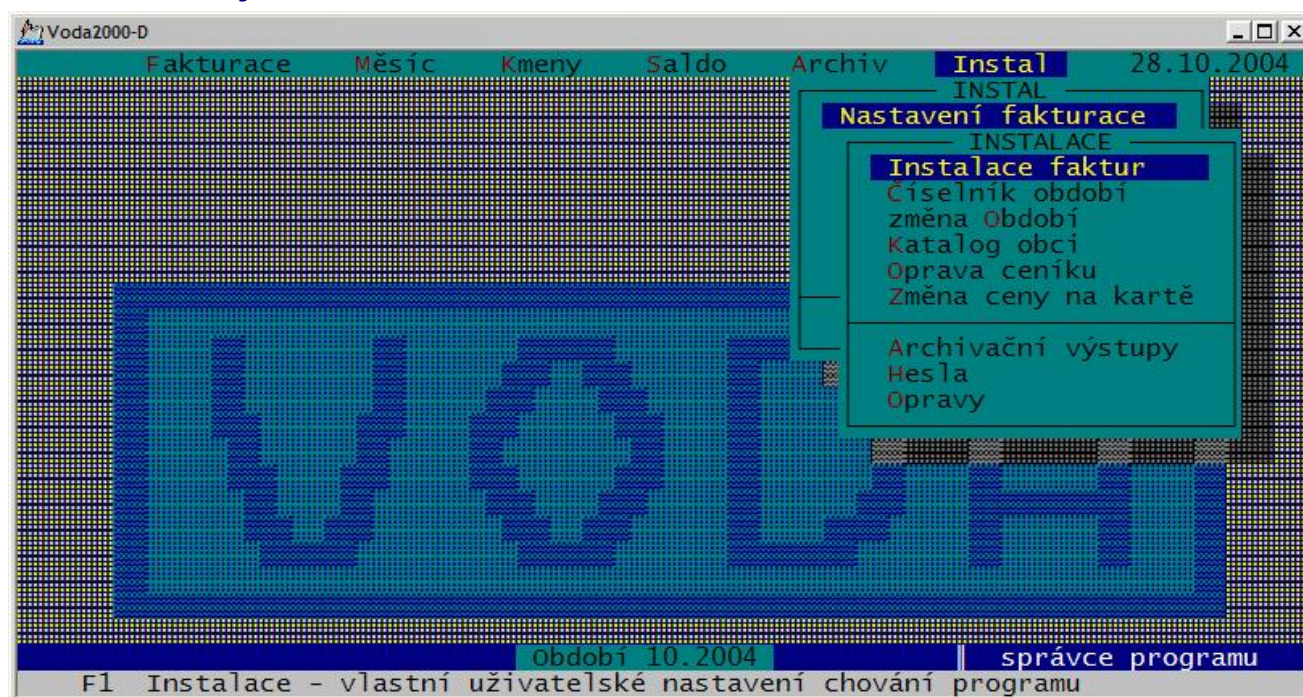 Voda2000-D
Fakturace Měsíc Kmeny Saldo Archiv Instal 28.10.2004
INSTAL
Nastavení fakturace
INSTALACE
Instalace faktur
Číselník období
změna Období
Katalog obcí
Oprava ceníku
Změna ceny na kartě
Archivační výstupy
Hesla
Opravy
VODA
Období 10.2004 správce programu
F1 Instalace - vlastní uživatelské nastavení chování programu